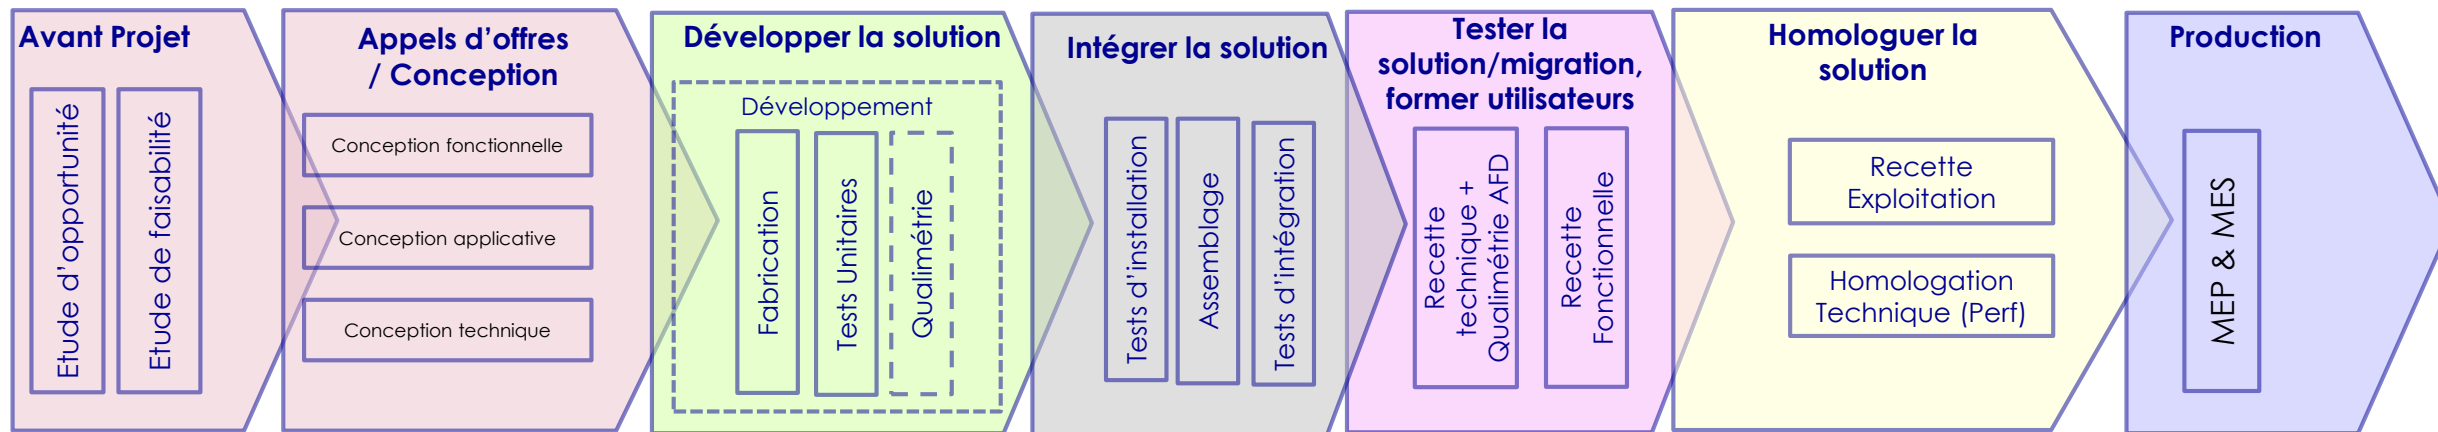 Avant Projet
Etude d'opportunité
Etude de faisabilité
Appels d'offres
/ Conception
Conception fonctionnelle
Conception applicative
Conception technique
Développer la solution
Développement
Fabrication
Tests Unitaires
Qualimétrie
Intégrer la solution
Tests d'installation
Assemblage
Tests d'intégration
Tester la
solution/migration,
former utilisateurs
Recette
technique +
Qualimétrie AFD
Recette
Fonctionnelle
Homologuer la
solution
Recette
Exploitation
Homologation
Technique (Perf)
Production
MEP & MES